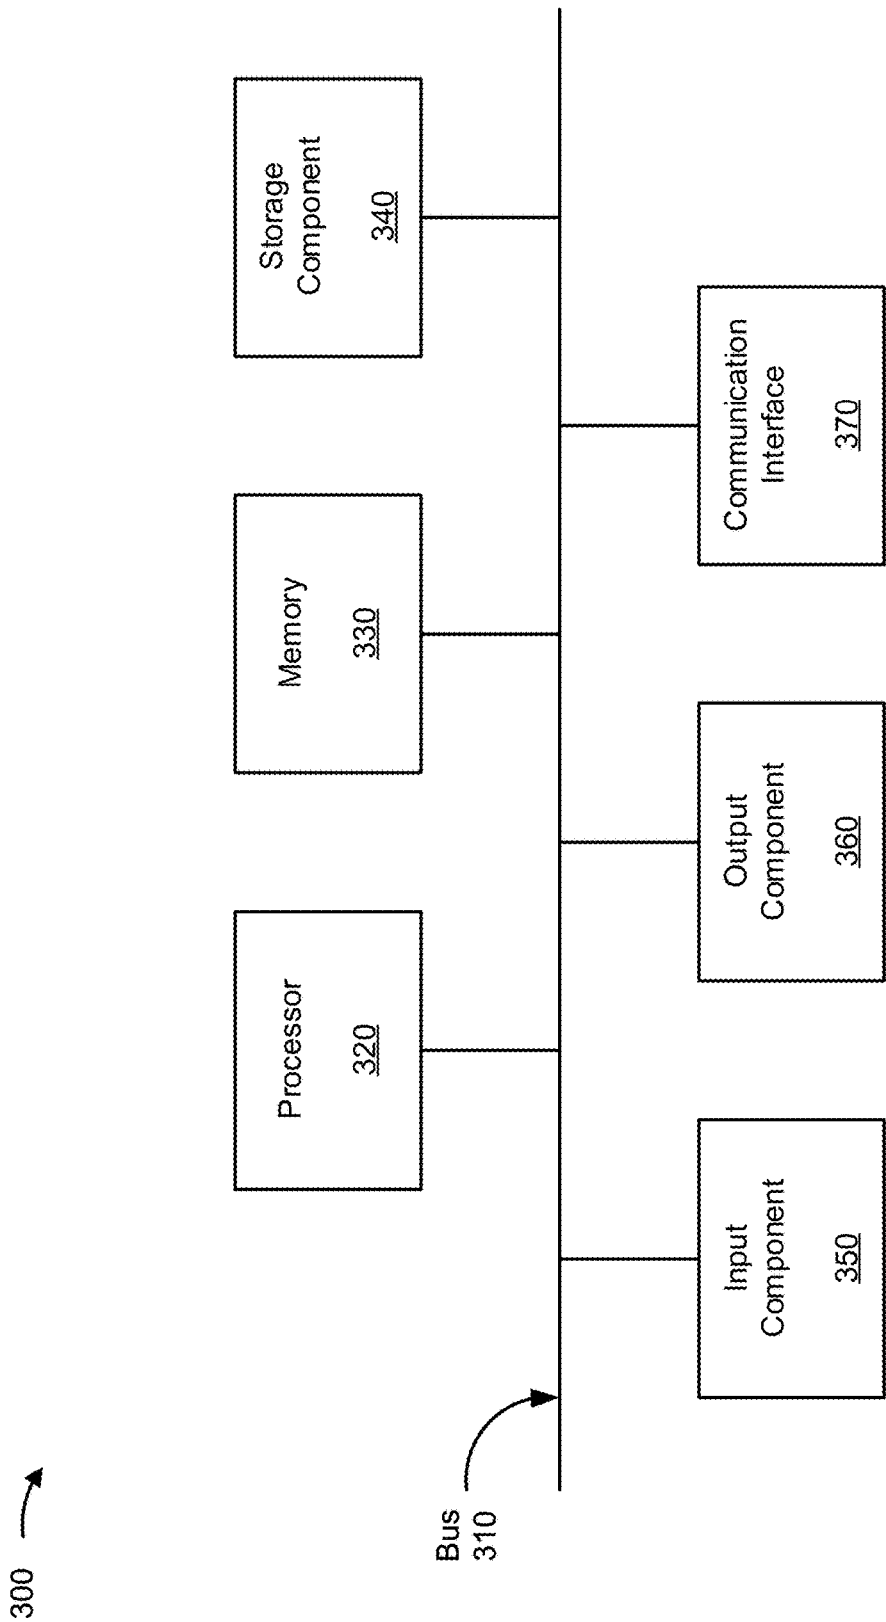 300
Processor
320
Memory
330
Storage
Component
340
Bus
310
Input
Component
350
Output
Component
360
Communication
Interface
370